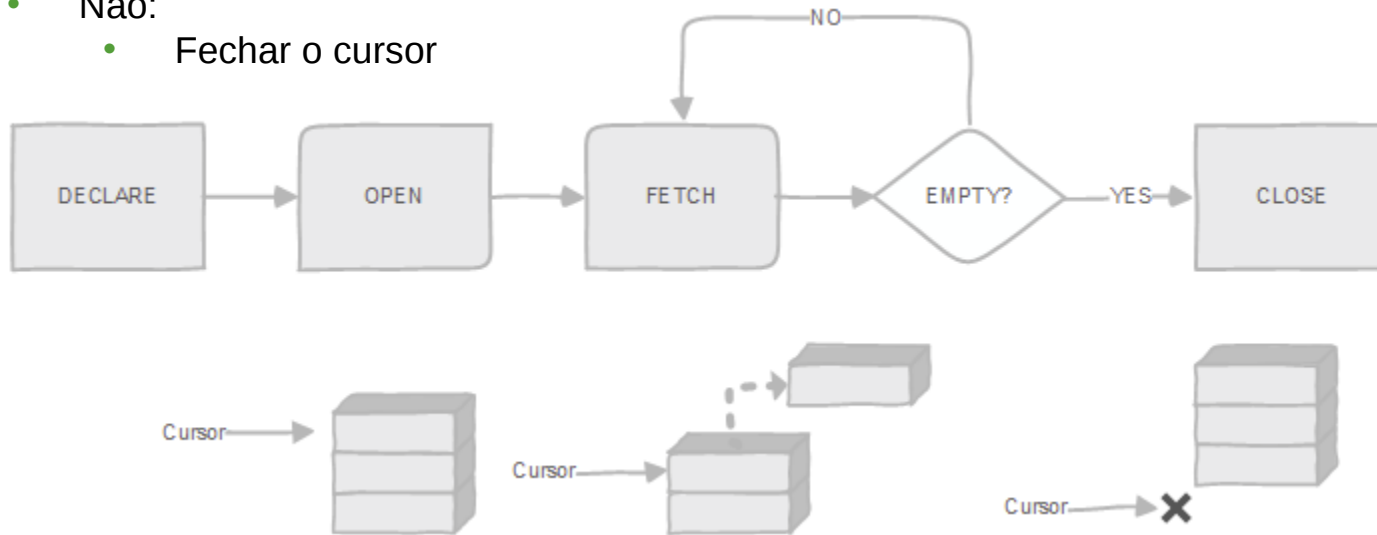 Não:
Fechar o cursor
NO
DECLARE
OPEN
FETCH
EMPTY?
YES
CLOSE
Cursor
Cursor
Cursor